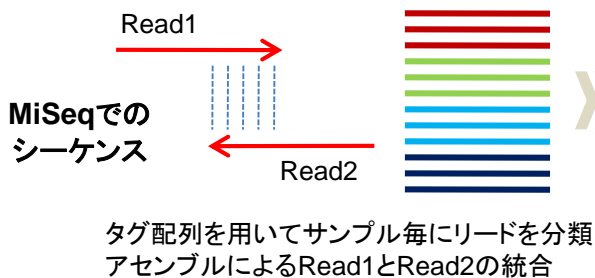 Read1
MiSeqでの
シーケンス
Read2
タグ配列を用いてサンプル毎にリードを分類
アセンブルによるRead1とRead2の統合